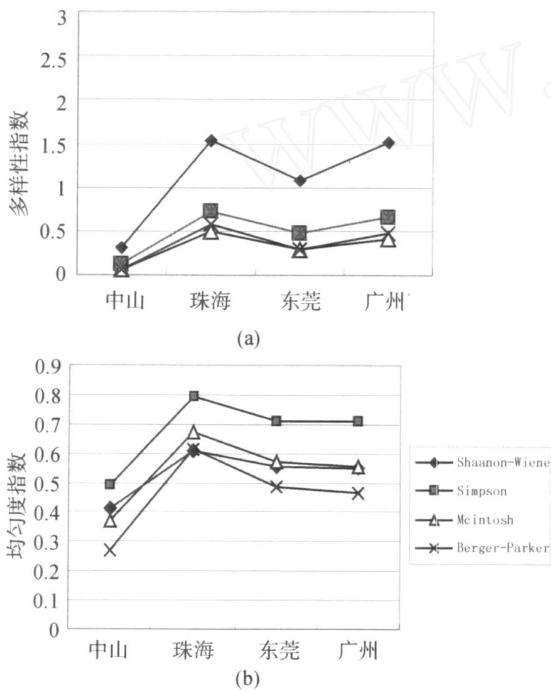 3
2.5
2
1.5
1
0.5
0
多样性指数
中山 珠海 东莞 广州
(a)
www.
0.9
0.8
0.7
0.6
0.5
0.4
0.3
0.2
0.1
0
均匀度指数
中山 珠海 东莞 广州
(b)
Shaanon-Wiene
Simpson
Mcintosh
Berger-Parker